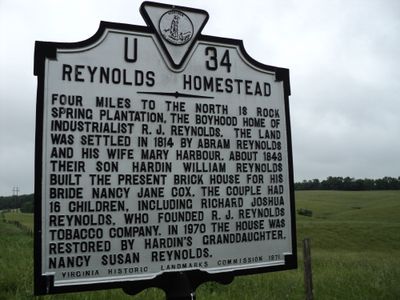 U 34
REYNOLDS HOMESTEAD
FOUR MILES TO THE NORTH IS ROCK
SPRING PLANTATION, THE BOYHOOD HOME OF
INDUSTRIALIST R. J. REYNOLDS. THE LAND
WAS SETTLED IN 1814 BY ABRAM REYNOLDS
AND HIS WIFE MARY HARBOUR. ABOUT 1843
THEIR SON HARDIN WILLIAM REYNOLDS
BUILT THE PRESENT BRICK HOUSE FOR HIS
BRIDE NANCY JANE COX. THE COUPLE HAD
16 CHILDREN, INCLUDING RICHARD JOSHUA
REYNOLDS, WHO FOUNDED R. J. REYNOLDS
TOBACCO COMPANY. IN 1970 THE HOUSE WAS
RESTORED BY HARDIN'S GRANDDAUGHTER,
NANCY SUSAN REYNOLDS.
VIRGINIA HISTORIC LANDMARKS COMMISSION 1971